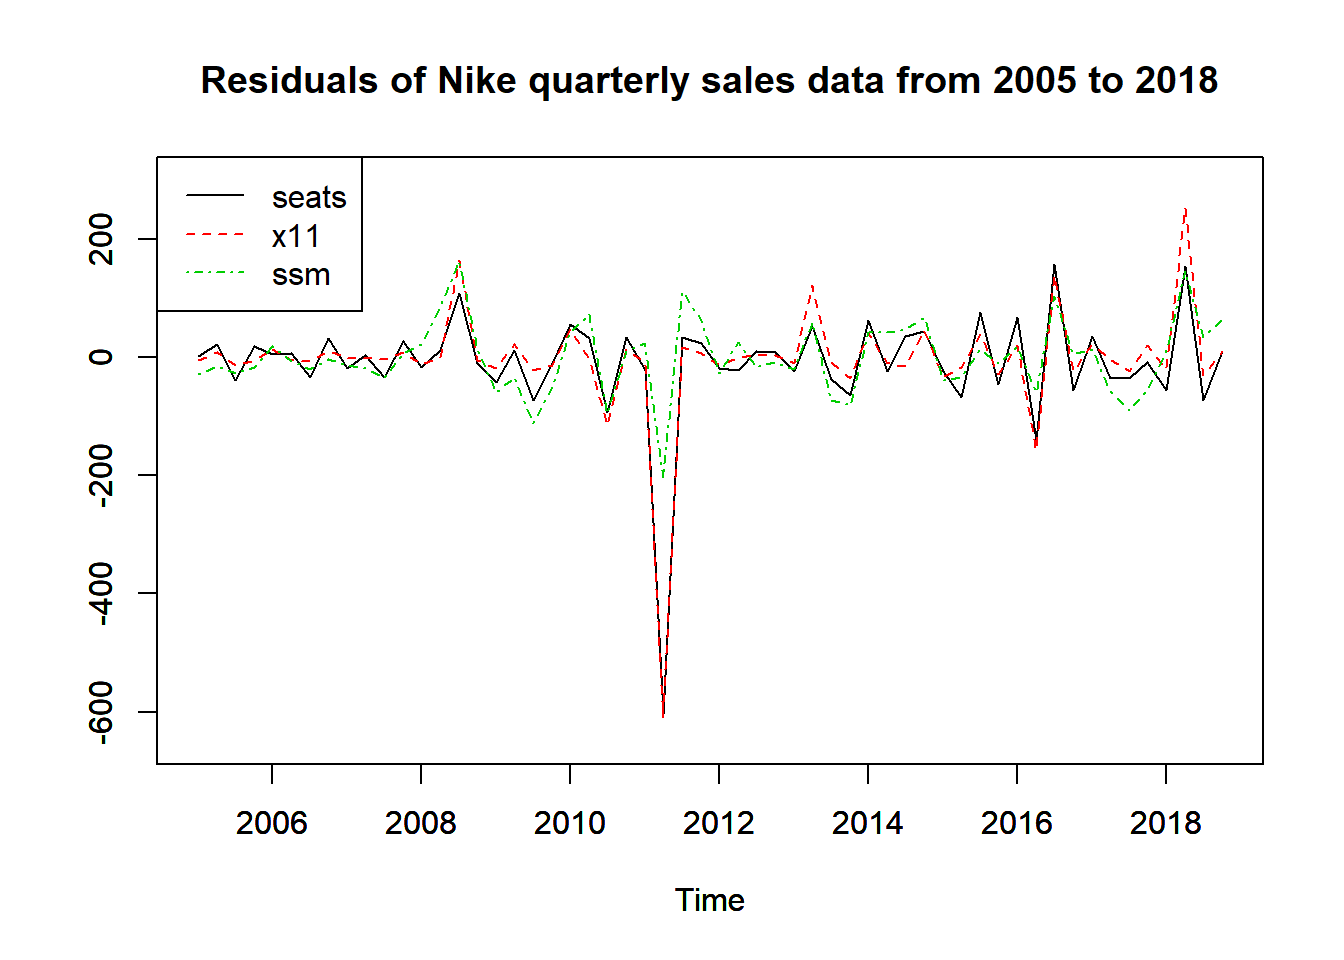 Residuals of Nike quarterly sales data from 2005 to 2018
seats
x11
ssm
200
0
-200
-400
-600
2006 2008 2010 2012 2014 2016 2018
Time